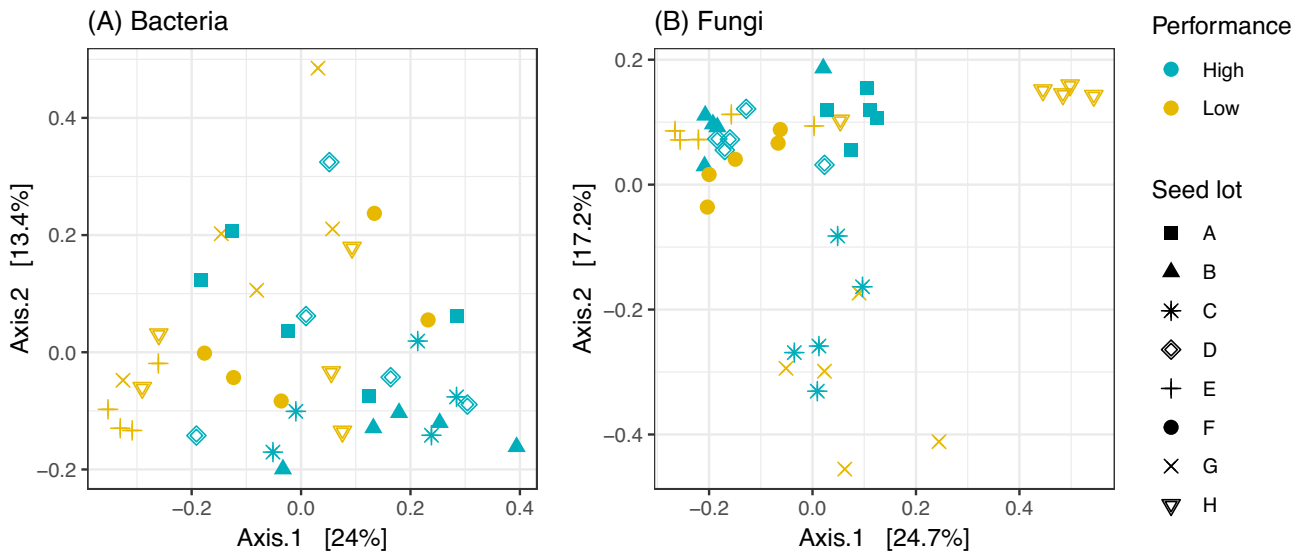 (A) Bacteria
0.4
0.2
0.0
−0.2
−0.2
0.0
0.2
0.4
Axis.2 [13.4%]
Axis.1 [24%]
(B) Fungi
0.2
0.0
−0.2
−0.4
−0.2
0.0
0.2
0.4
Axis.2 [17.2%]
Axis.1 [24.7%]
Performance
High
Low
Seed lot
A
B
C
D
E
F
G
H